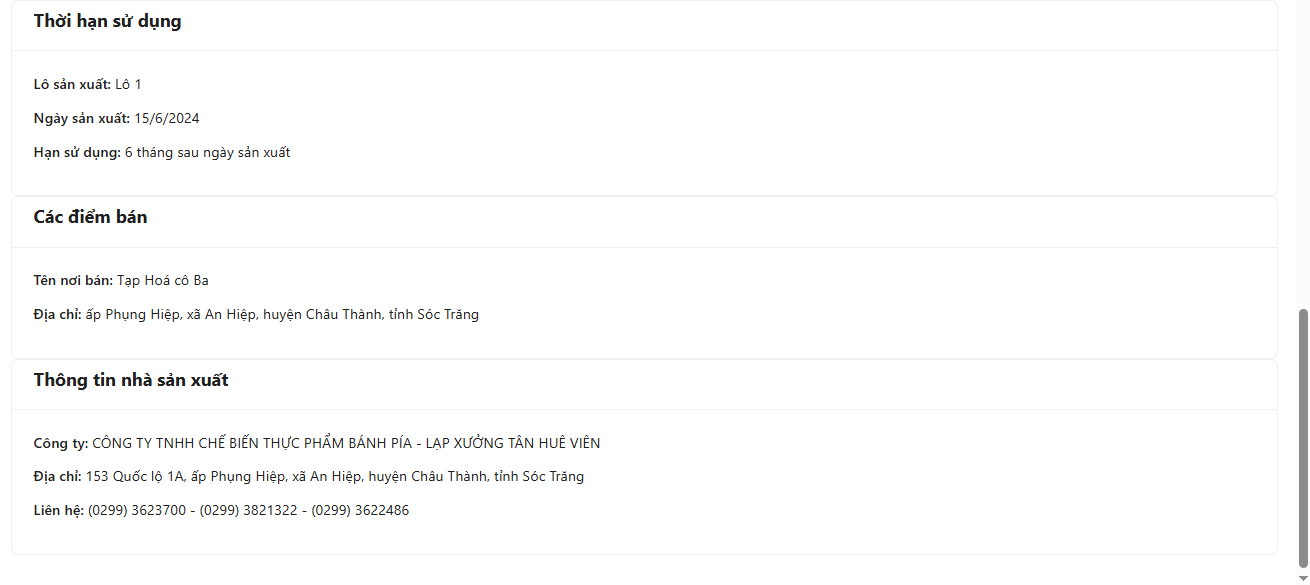 Thời hạn sử dụng
Lô sản xuất: Lô 1
Ngày sản xuất: 15/6/2024
Hạn sử dụng: 6 tháng sau ngày sản xuất
Các điểm bán
Tên nơi bán: Tạp Hoá cô Ba
Địa chỉ: ấp Phụng Hiệp, xã An Hiệp, huyện Châu Thành, tỉnh Sóc Trăng
Thông tin nhà sản xuất
Công ty: CÔNG TY TNHH CHẾ BIẾN THỰC PHẨM BÁNH PÍA - LẠP XƯỞNG TÂN HUÊ VIÊN
Địa chỉ: 153 Quốc lộ 1A, ấp Phụng Hiệp, xã An Hiệp, huyện Châu Thành, tỉnh Sóc Trăng
Liên hệ: (0299) 3623700 - (0299) 3821322 - (0299) 3622486